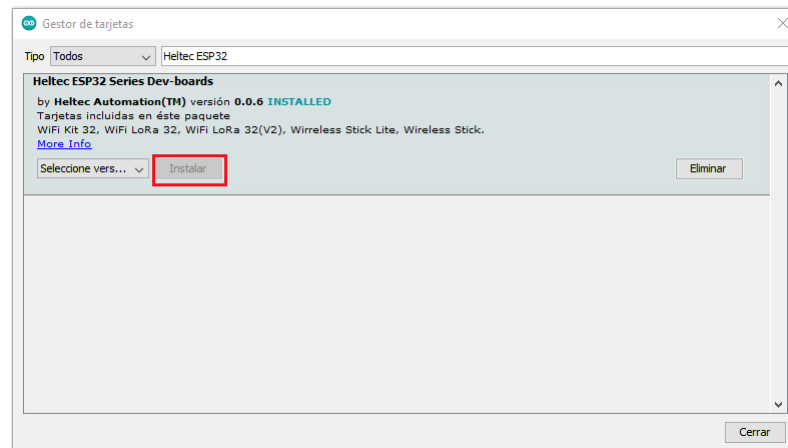 Gestor de tarjetas
Tipo Todos Heltec ESP32
Heltec ESP32 Series Dev-boards
by Heltec Automation(TM) versión 0.0.6 INSTALLED
Tarjetas incluidas en éste paquete
WiFi Kit 32, WiFi LoRa 32, WiFi LoRa 32(V2), Wirreless Stick Lite, Wireless Stick.
More Info
Seleccione vers... Instalar Eliminar
Cerrar